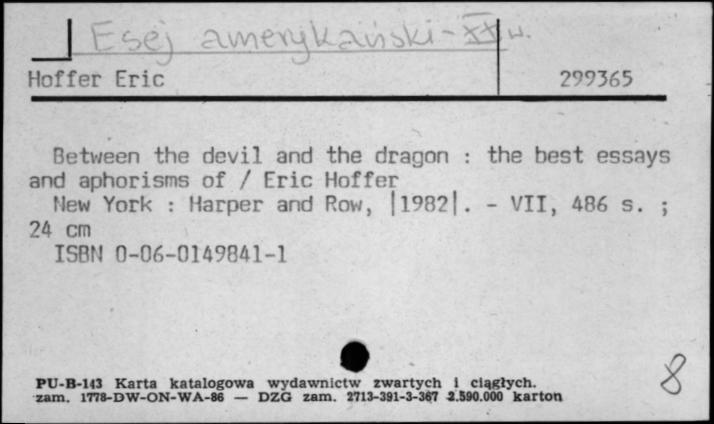 Esej amerykański - XX w.
Hoffer Eric 299365
Between the devil and the dragon : the best essays
and aphorisms of / Eric Hoffer
New York : Harper and Row, |1982|. - VII, 486 s. ;
24 cm
ISBN 0-06-0149841-1
PU-B-143 Karta katalogowa wydawnictw zwartych i ciągłych.
zam. 1778-DW-ON-WA-86 — DZG zam. 2713-391-3-367 2.590.000 karton
8